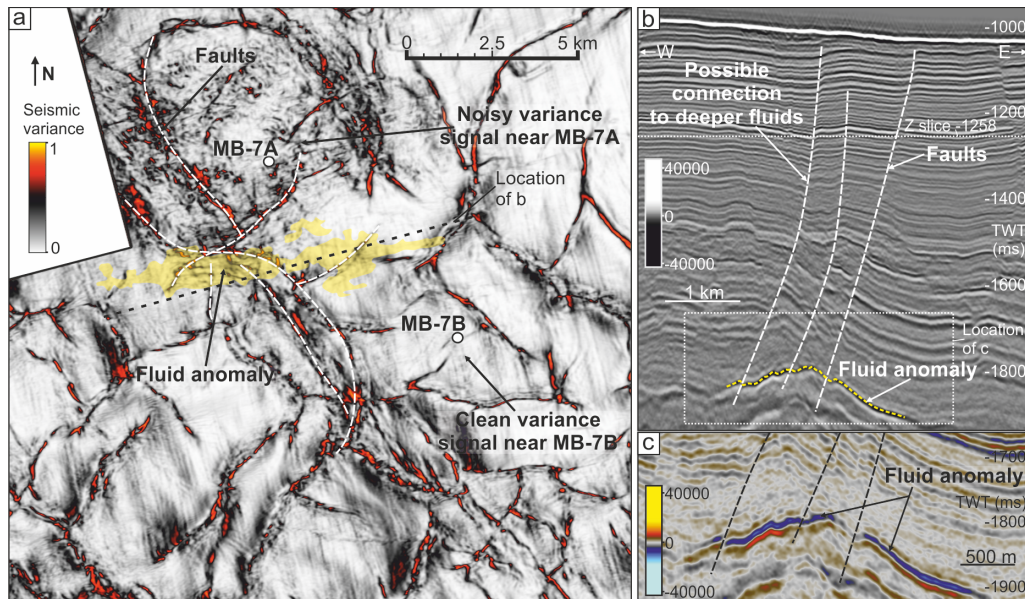 a
N
Seismic
variance
1
0
Faults
MB-7A
0 2.5 5 km
Noisy variance
signal near
MB-7A
Location
of b
MB-7B
Fluid anomaly
Clean variance
signal near MB-7B
b
W
E
-1000
Possible
connection
to deeper fluids
-1200
Z slice -1258
Faults
40000
0
-40000
-1400
TWT
(ms)
-1600
1 km
Location
of c
-1800
Fluid anomaly
c
-1700
Fluid anomaly
TWT (ms)
40000
0
-40000
-1800
500 m
-1900